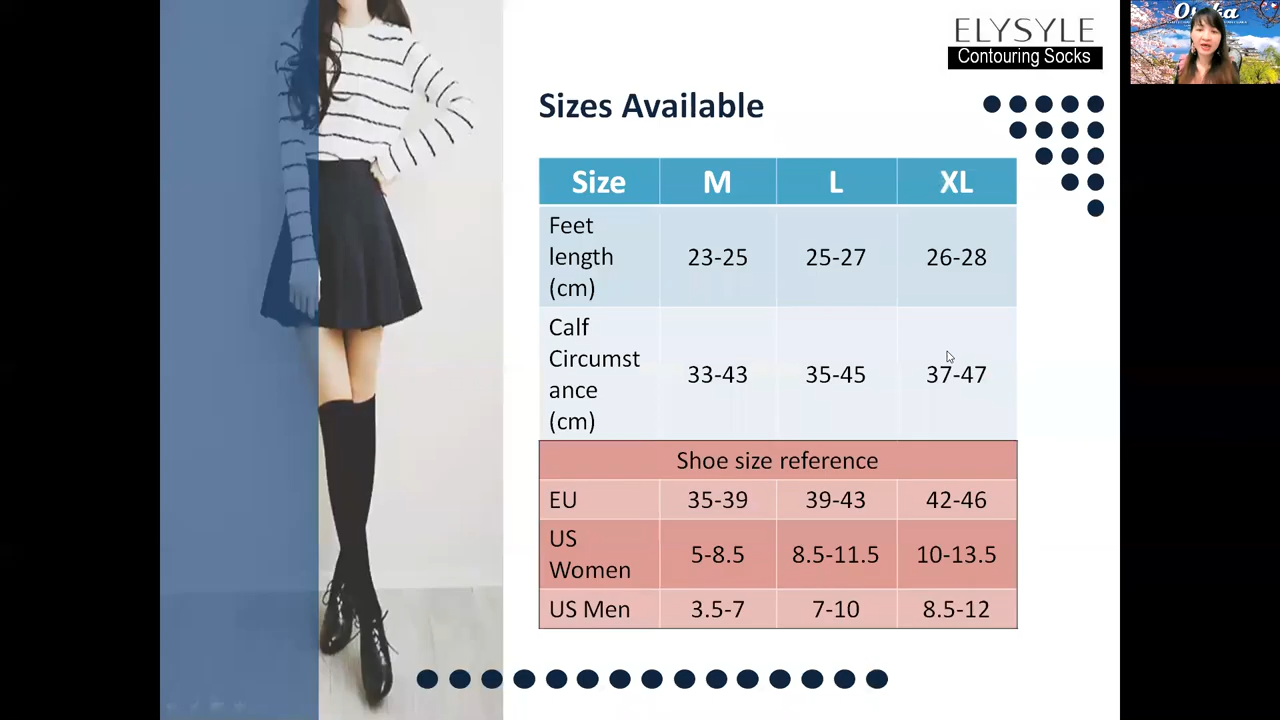 ELYSYLE
Contouring Socks
Sizes Available
Size M L XL
Feet
length
(cm)
23-25 25-27 26-28
Calf
Circumst
ance
(cm)
33-43 35-45 37-47
Shoe size reference
EU 35-39 39-43 42-46
US
Women
5-8.5 8.5-11.5 10-13.5
US Men 3.5-7 7-10 8.5-12